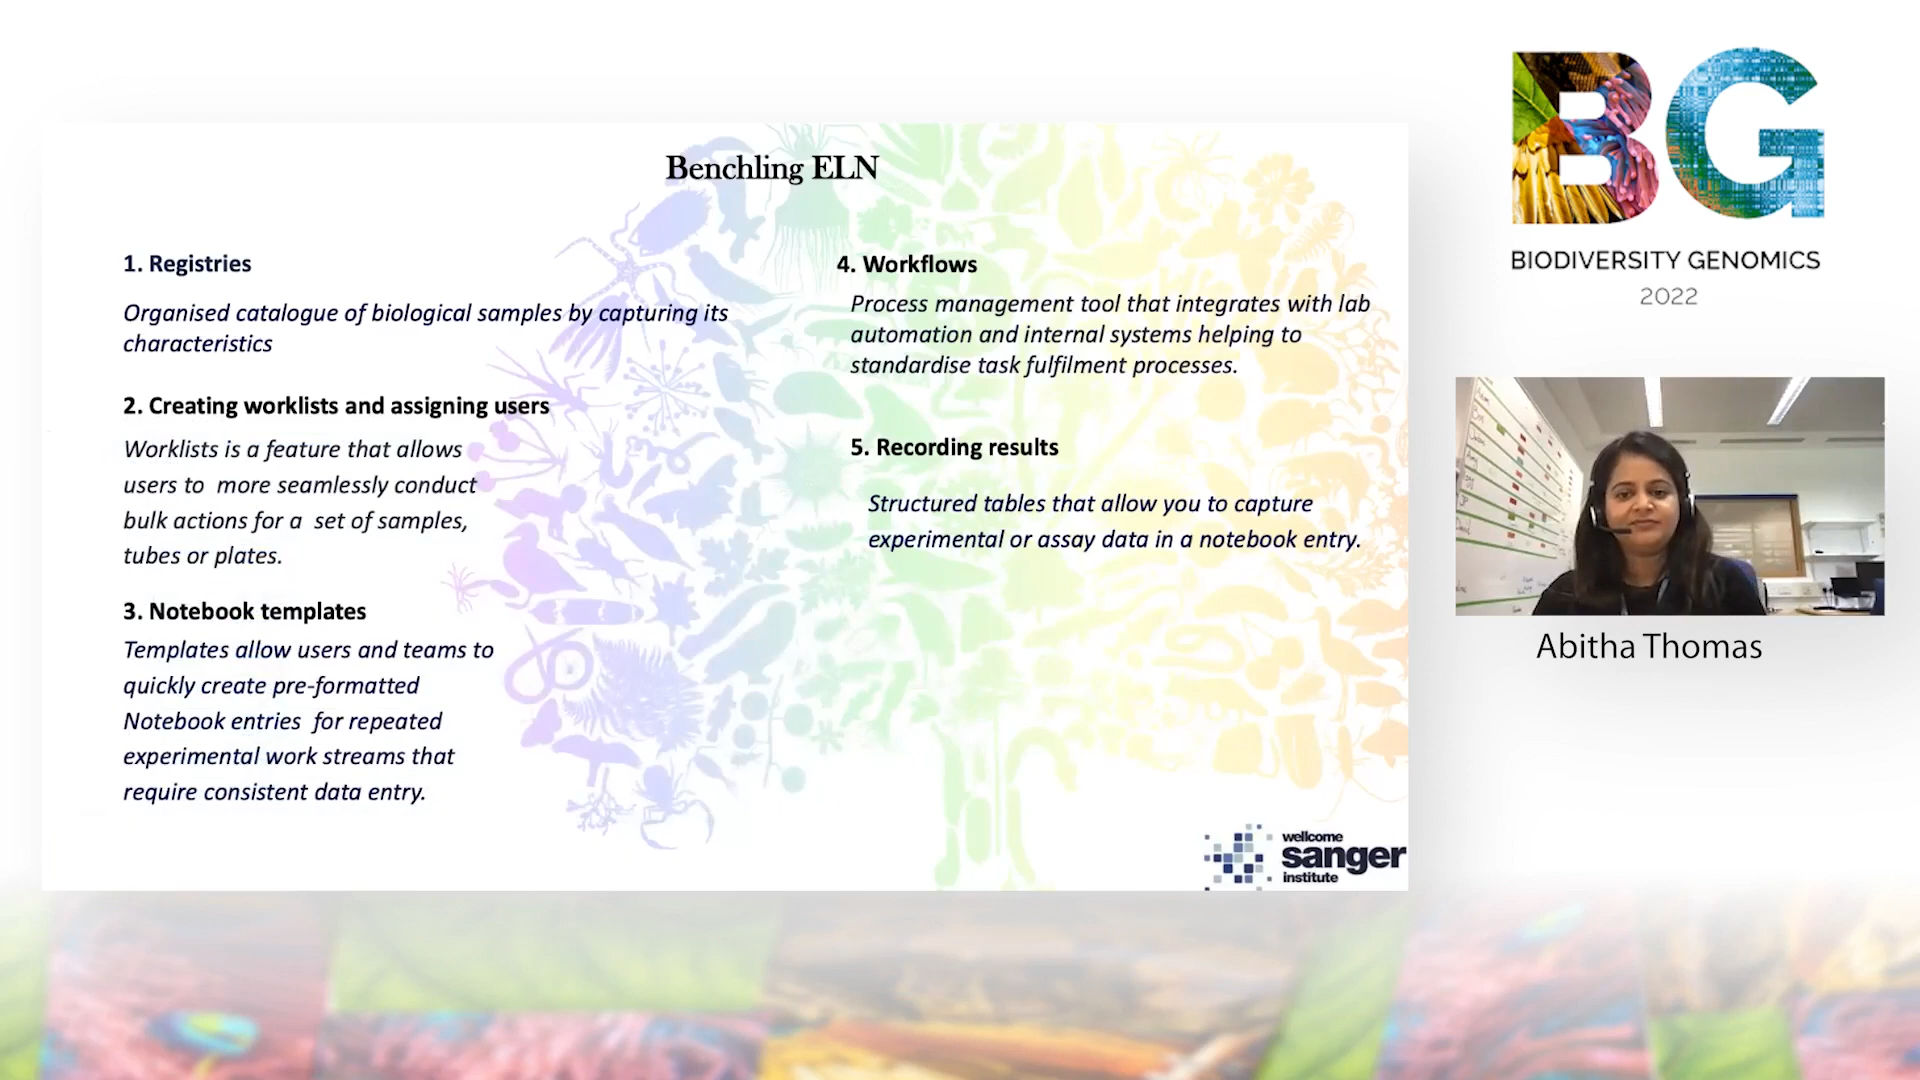 Benchling ELN
1. Registries
Organised catalogue of biological samples by capturing its
characteristics
2. Creating worklists and assigning users
Worklists is a feature that allows
users to more seamlessly conduct
bulk actions for a set of samples,
tubes or plates.
3. Notebook templates
Templates allow users and teams to
quickly create pre-formatted
Notebook entries for repeated
experimental work streams that
require consistent data entry.
4. Workflows
Process management tool that integrates with lab
automation and internal systems helping to
standardise task fulfilment processes.
5. Recording results
Structured tables that allow you to capture
experimental or assay data in a notebook entry.
wellcome
sanger
institute
BG
BIODIVERSITY GENOMICS
2022
Abitha Thomas